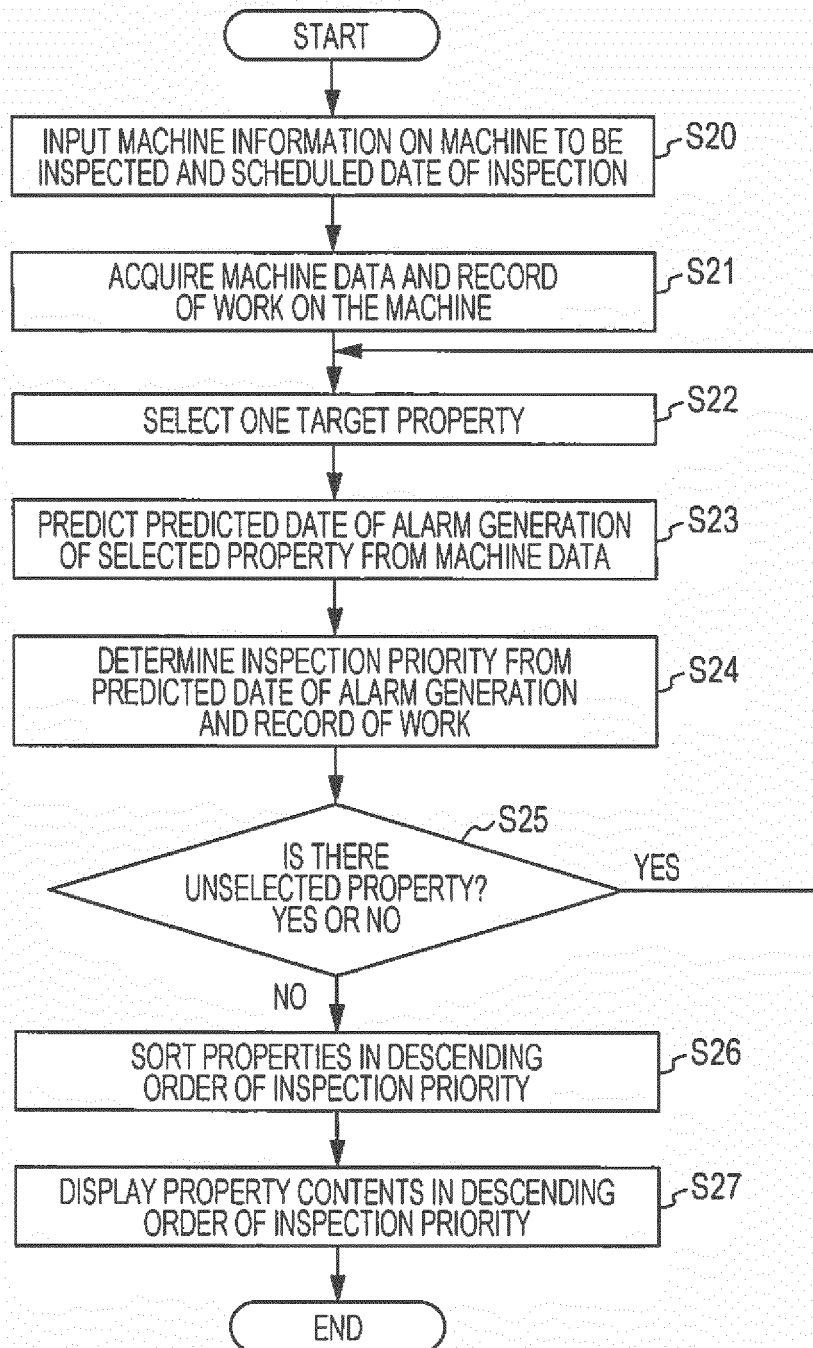 START
INPUT MACHINE INFORMATION ON MACHINE TO BE
INSPECTED AND SCHEDULED DATE OF INSPECTION
S20
ACQUIRE MACHINE DATA AND RECORD
OF WORK ON THE MACHINE
S21
SELECT ONE TARGET PROPERTY
S22
PREDICT PREDICTED DATE OF ALARM GENERATION
OF SELECTED PROPERTY FROM MACHINE DATA
S23
DETERMINE INSPECTION PRIORITY FROM
PREDICTED DATE OF ALARM GENERATION
AND RECORD OF WORK
S24
S25
IS THERE
UNSELECTED PROPERTY?
YES OR NO
YES
NO
SORT PROPERTIES IN DESCENDING
ORDER OF INSPECTION PRIORITY
S26
DISPLAY PROPERTY CONTENTS IN DESCENDING
ORDER OF INSPECTION PRIORITY
S27
END